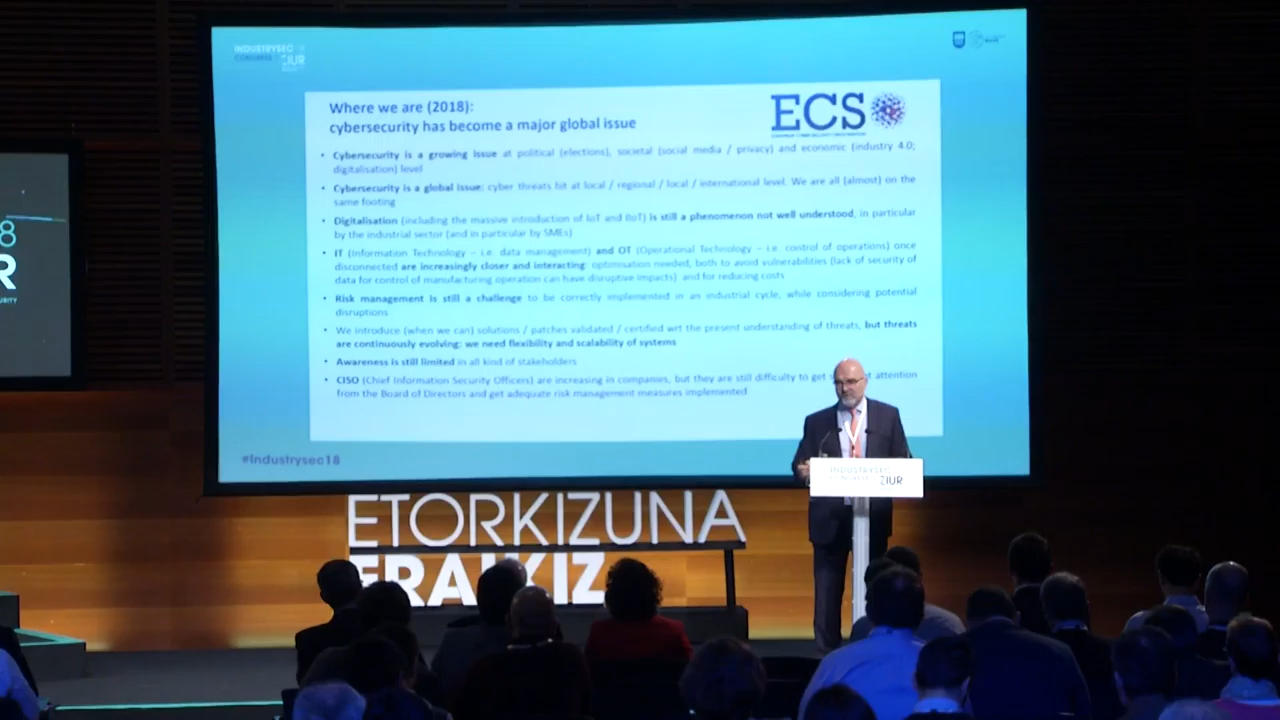 INDUSTRYSEC
CONGRESS
ZIUR
Where we are (2018):
cybersecurity has become a major global issue
ECS
• Cybersecurity is a growing issue at political (elections), societal (social media / privacy) and economic (industry 4.0;
digitalisation) level
• Cybersecurity is a global issue: cyber threats hit at local / regional / local / international level. We are all (almost) on the
same footing
• Digitalisation (including the massive introduction of IoT and IIoT) is still a phenomenon not well understood, in particular
by the industrial sector (and in particular by SMEs)
• IT (Information Technology – i.e. data management) and OT (Operational Technology – i.e. control of operations) once
disconnected are increasingly closer and interacting: optimisation needed, both to avoid vulnerabilities (lack of security of
data for control of manufacturing operation can have disruptive impacts) and for reducing costs
• Risk management is still a challenge to be correctly implemented in an industrial cycle, while considering potential
disruptions
• We introduce (when we can) solutions / patches validated / certified wrt the present understanding of threats, but threats
are continuously evolving: we need flexibility and scalability of systems
• Awareness is still limited in all kind of stakeholders
• CISO (Chief Information Security Officers) are increasing in companies, but they are still difficulty to get attention
from the Board of Directors and get adequate risk management measures implemented
#Industrysec18
8
R
URITY
INDUSTRYSEC
ZIUR
ETORKIZUNA
ERAIKIZ